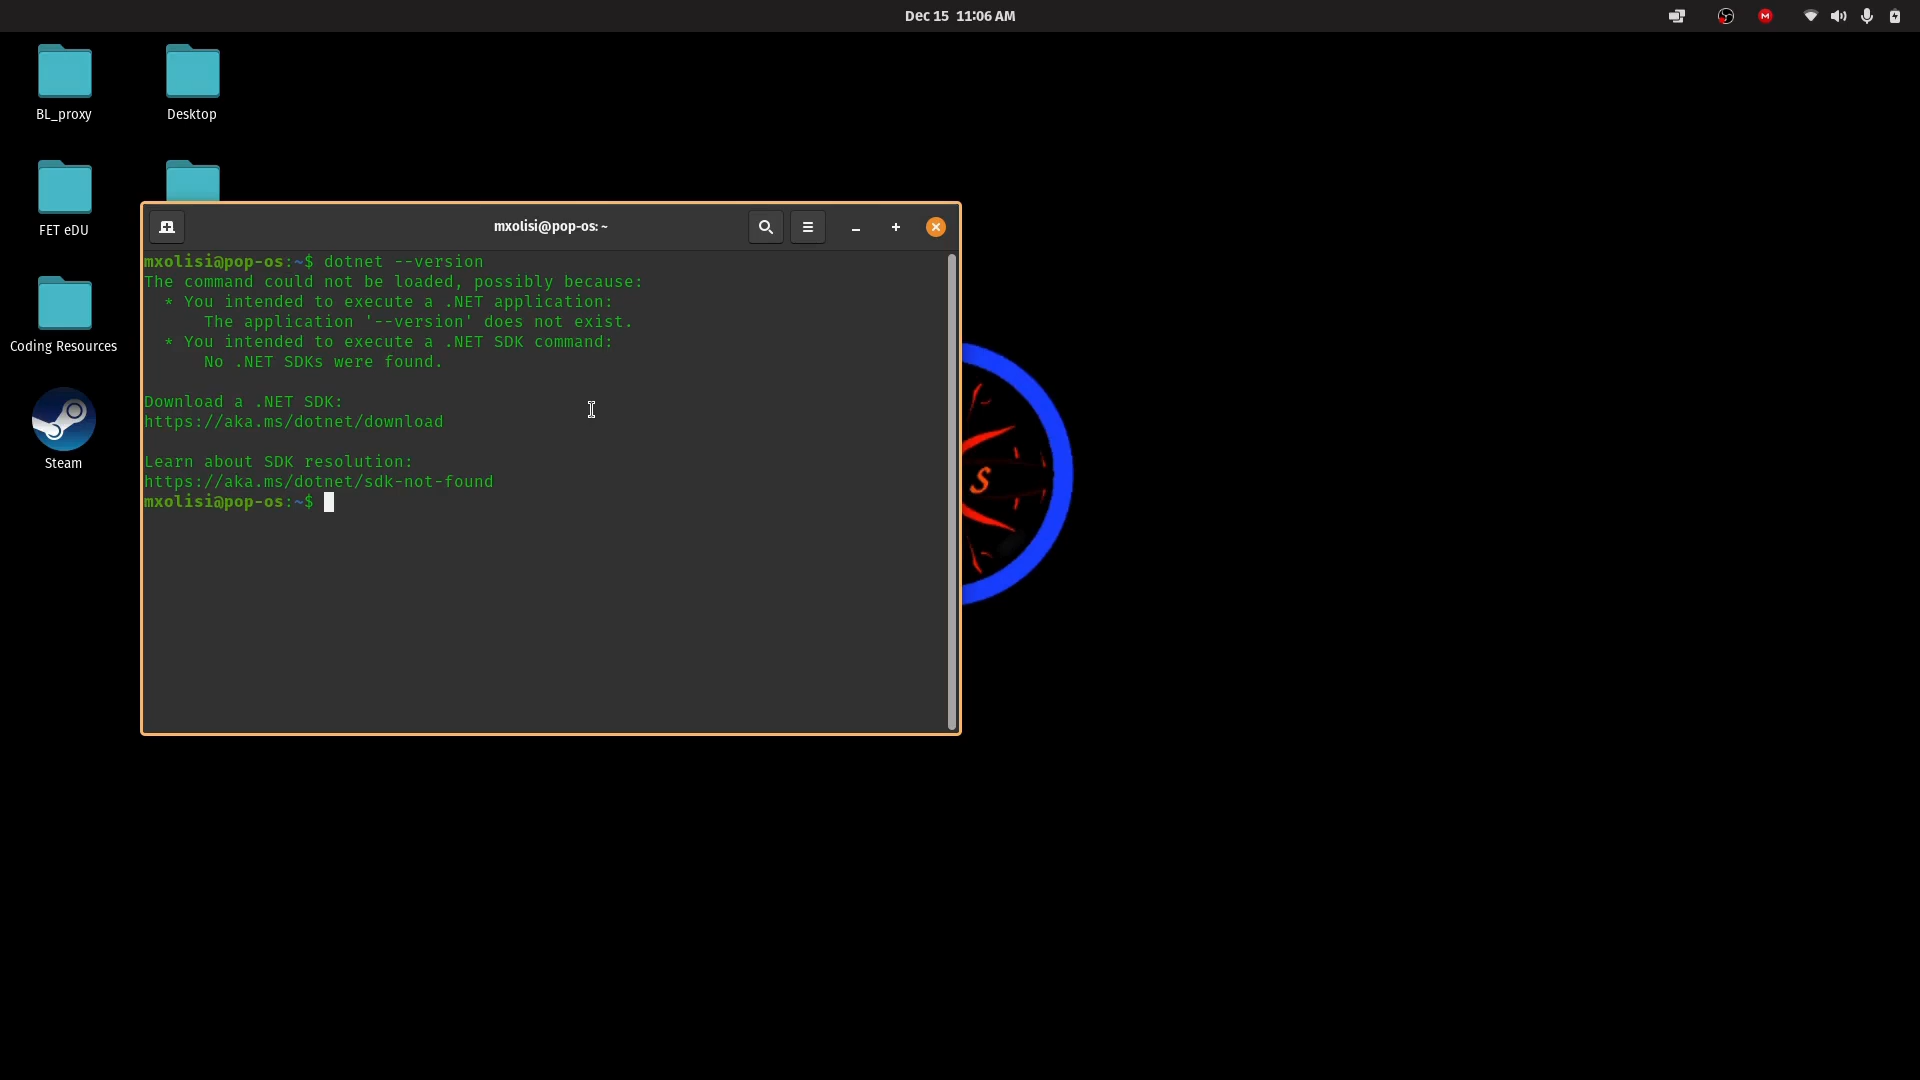 Dec 15 11:06 AM
M
BL_proxy
Desktop
FET eDU
Coding Resources
Steam
mxolisi@pop-os: ~
mxolisi@pop-os:~$ dotnet --version
The command could not be loaded, possibly because:
  * You intended to execute a .NET application:
      The application '--version' does not exist.
  * You intended to execute a .NET SDK command:
      No .NET SDKs were found.
Download a .NET SDK:
https://aka.ms/dotnet/download
Learn about SDK resolution:
https://aka.ms/dotnet/sdk-not-found
mxolisi@pop-os:~$
S